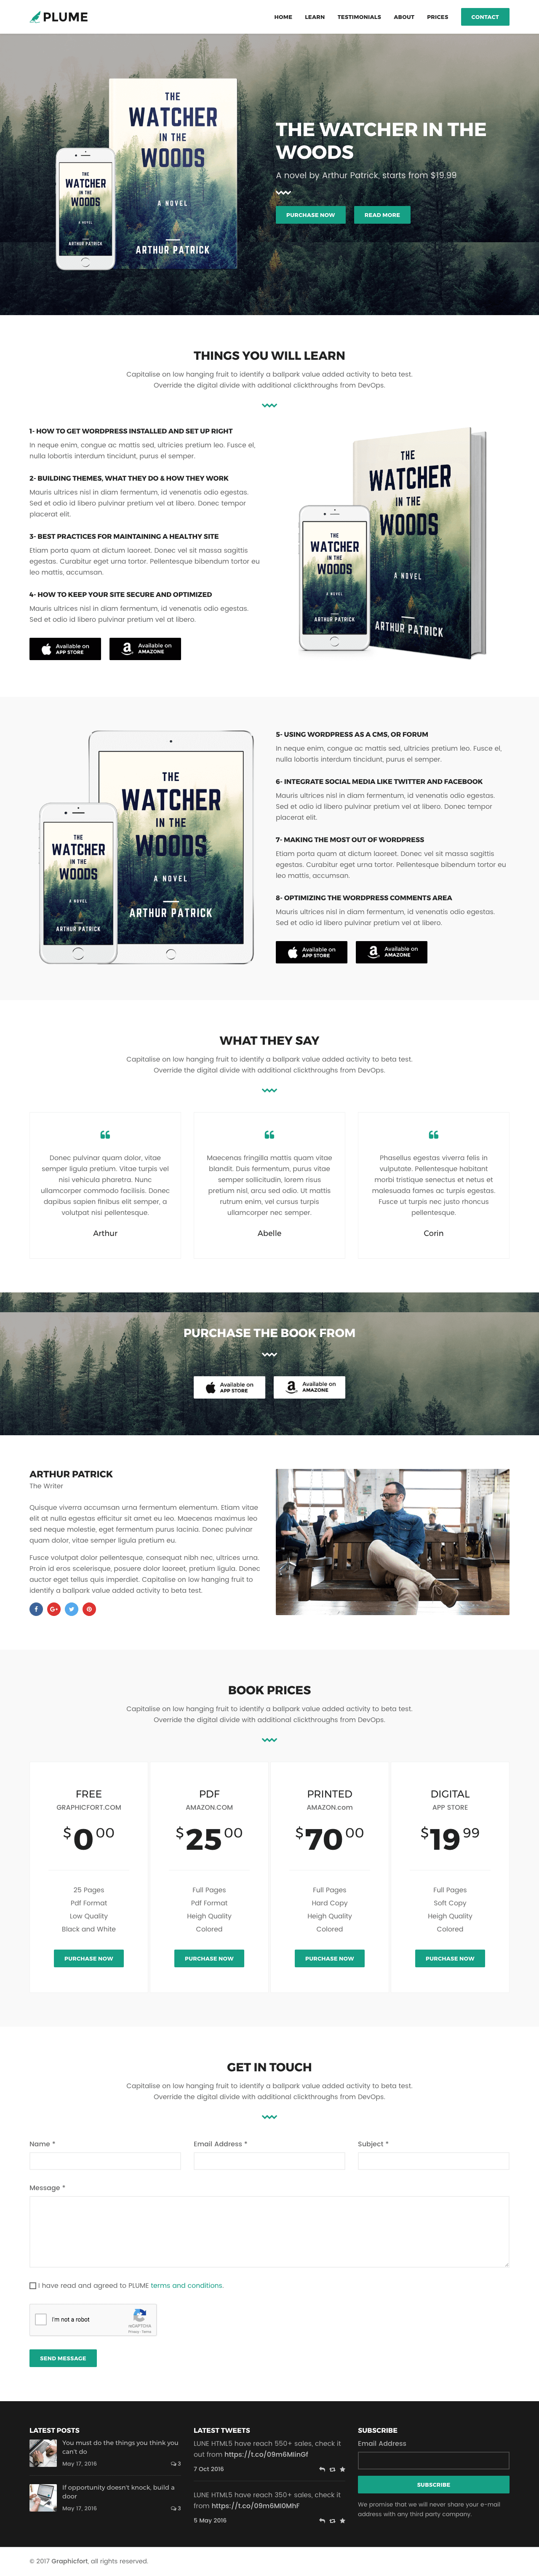 PLUME
HOME LEARN TESTIMONIALS ABOUT PRICES CONTACT
THE
WATCHER
IN THE
WOODS
A NOVEL
ARTHUR PATRICK
THE
WATCHER
IN THE
WOODS
A NOVEL
ARTHUR PATRICK
THE WATCHER IN THE
WOODS
A novel by Arthur Patrick, starts from $19.99
PURCHASE NOW READ MORE
THINGS YOU WILL LEARN
Capitalise on low hanging fruit to identify a ballpark value added activity to beta test.
Override the digital divide with additional clickthroughs from DevOps.
1- HOW TO GET WORDPRESS INSTALLED AND SET UP RIGHT
In neque enim, congue ac mattis sed, ultricies pretium leo. Fusce el,
nulla lobortis interdum tincidunt, purus el semper.
2- BUILDING THEMES, WHAT THEY DO & HOW THEY WORK
Mauris ultrices nisl in diam fermentum, id venenatis odio egestas.
Sed et odio id libero pulvinar pretium vel at libero. Donec tempor
placerat elit.
3- BEST PRACTICES FOR MAINTAINING A HEALTHY SITE
Etiam porta quam at dictum laoreet. Donec vel sit massa sagittis
egestas. Curabitur eget urna tortor. Pellentesque bibendum tortor eu
leo mattis, accumsan.
4- HOW TO KEEP YOUR SITE SECURE AND OPTIMIZED
Mauris ultrices nisl in diam fermentum, id venenatis odio egestas.
Sed et odio id libero pulvinar pretium vel at libero.
Available on
APP STORE
Available on
AMAZONE
THE
WATCHER
IN THE
WOODS
A NOVEL
ARTHUR PATRICK
THE
WATCHER
IN THE
WOODS
A NOVEL
ARTHUR PATRICK
THE
WATCHER
IN THE
WOODS
A NOVEL
ARTHUR PATRICK
THE
WATCHER
IN THE
WOODS
A NOVEL
ARTHUR PATRICK
5- USING WORDPRESS AS A CMS, OR FORUM
In neque enim, congue ac mattis sed, ultricies pretium leo. Fusce el,
nulla lobortis interdum tincidunt, purus el semper.
6- INTEGRATE SOCIAL MEDIA LIKE TWITTER AND FACEBOOK
Mauris ultrices nisl in diam fermentum, id venenatis odio egestas.
Sed et odio id libero pulvinar pretium vel at libero. Donec tempor
placerat elit.
7- MAKING THE MOST OUT OF WORDPRESS
Etiam porta quam at dictum laoreet. Donec vel sit massa sagittis
egestas. Curabitur eget urna tortor. Pellentesque bibendum tortor eu
leo mattis, accumsan.
8- OPTIMIZING THE WORDPRESS COMMENTS AREA
Mauris ultrices nisl in diam fermentum, id venenatis odio egestas.
Sed et odio id libero pulvinar pretium vel at libero.
Available on
APP STORE
Available on
AMAZONE
WHAT THEY SAY
Capitalise on low hanging fruit to identify a ballpark value added activity to beta test.
Override the digital divide with additional clickthroughs from DevOps.
Donec pulvinar quam dolor, vitae
semper ligula pretium. Vitae turpis vel
nisi vehicula pharetra. Nunc
ullamcorper commodo facilisis. Donec
dapibus sapien finibus elit semper, a
volutpat nisi pellentesque.
Arthur
Maecenas fringilla mattis quam vitae
blandit. Duis fermentum, purus vitae
semper sollicitudin, lorem risus
pretium nisl, arcu sed odio. Ut mattis
rutrum enim, vel cursus turpis
ullamcorper nec semper.
Abelle
Phasellus egestas viverra felis in
vulputate. Pellentesque habitant
morbi tristique senectus et netus et
malesuada fames ac turpis egestas.
Fusce ut turpis nec justo rhoncus
pellentesque.
Corin
PURCHASE THE BOOK FROM
Available on
APP STORE
Available on
AMAZONE
ARTHUR PATRICK
The Writer
Quisque viverra accumsan urna fermentum elementum. Etiam vitae
elit at nulla egestas efficitur sit amet eu leo. Maecenas maximus leo
sed neque molestie, eget fermentum purus lacinia. Donec pulvinar
quam dolor, vitae semper ligula pretium eu.
Fusce volutpat dolor pellentesque, consequat nibh nec, ultrices urna.
Proin id eros scelerisque, posuere dolor laoreet, pretium ligula. Donec
auctor eget tellus quis imperdiet. Capitalise on low hanging fruit to
identify a ballpark value added activity to beta test.
BOOK PRICES
Capitalise on low hanging fruit to identify a ballpark value added activity to beta test.
Override the digital divide with additional clickthroughs from DevOps.
FREE
GRAPHICFORT.COM
$0 00
25 Pages
Pdf Format
Low Quality
Black and White
PURCHASE NOW
PDF
AMAZON.COM
$25 00
Full Pages
Pdf Format
Heigh Quality
Colored
PURCHASE NOW
PRINTED
AMAZON.com
$70 00
Full Pages
Hard Copy
Heigh Quality
Colored
PURCHASE NOW
DIGITAL
APP STORE
$19 99
Full Pages
Soft Copy
Heigh Quality
Colored
PURCHASE NOW
GET IN TOUCH
Capitalise on low hanging fruit to identify a ballpark value added activity to beta test.
Override the digital divide with additional clickthroughs from DevOps.
Name * Email Address * Subject *
Message *
I have read and agreed to PLUME terms and conditions.
I'm not a robot
reCAPTCHA
Privacy - Terms
SEND MESSAGE
LATEST POSTS
You must do the things you think you
can't do
May 17, 2016 3
If opportunity doesn't knock, build a
door
May 17, 2016 3
LATEST TWEETS
LUNE HTML5 have reach 550+ sales, check it
out from https://t.co/09m6MIinGf
7 Oct 2016
LUNE HTML5 have reach 350+ sales, check it
from https://t.co/09m6MI0MhF
5 May 2016
SUBSCRIBE
Email Address
SUBSCRIBE
We promise that we will never share your e-mail
address with any third party company.
© 2017 Graphicfort, all rights reserved.